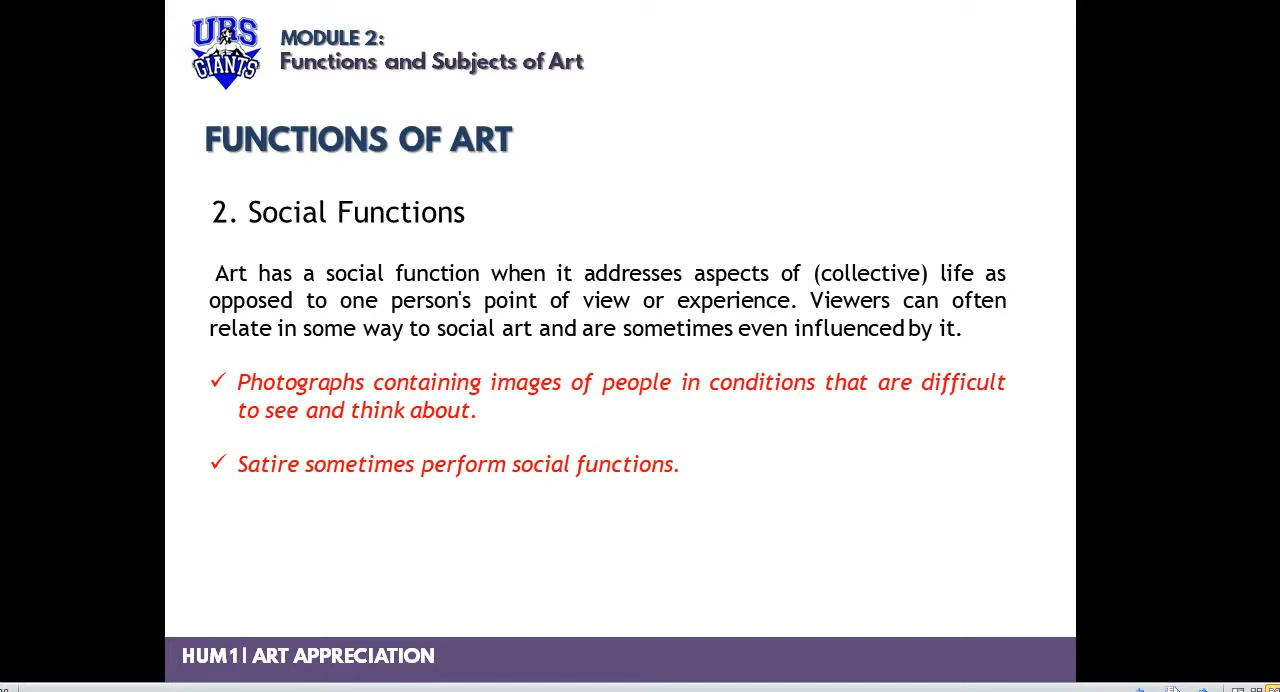 URS
GIANTS
MODULE 2:
Functions and Subjects of Art
FUNCTIONS OF ART
2. Social Functions
Art has a social function when it addresses aspects of (collective) life as
opposed to one person's point of view or experience. Viewers can often
relate in some way to social art and are sometimes even influenced by it.
✓ Photographs containing images of people in conditions that are difficult
to see and think about.
✓ Satire sometimes perform social functions.
HUM1| ART APPRECIATION